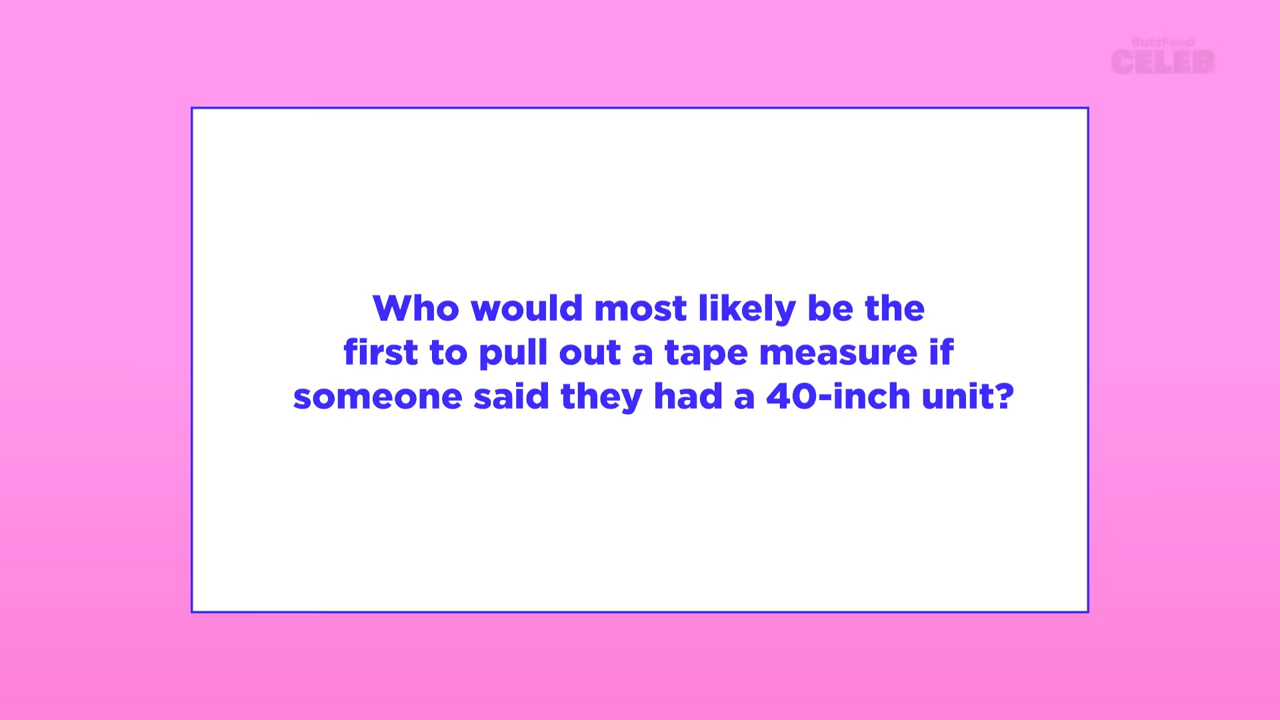 BuzzFeed
CELEB
Who would most likely be the
first to pull out a tape measure if
someone said they had a 40-inch unit?